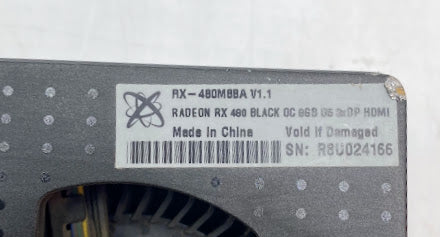 RX-480M8BA V1.1
RADEON RX 480 BLACK OC 8GB D5 3xDP HDMI
Made in China Void If Damaged
SN: R8U024166